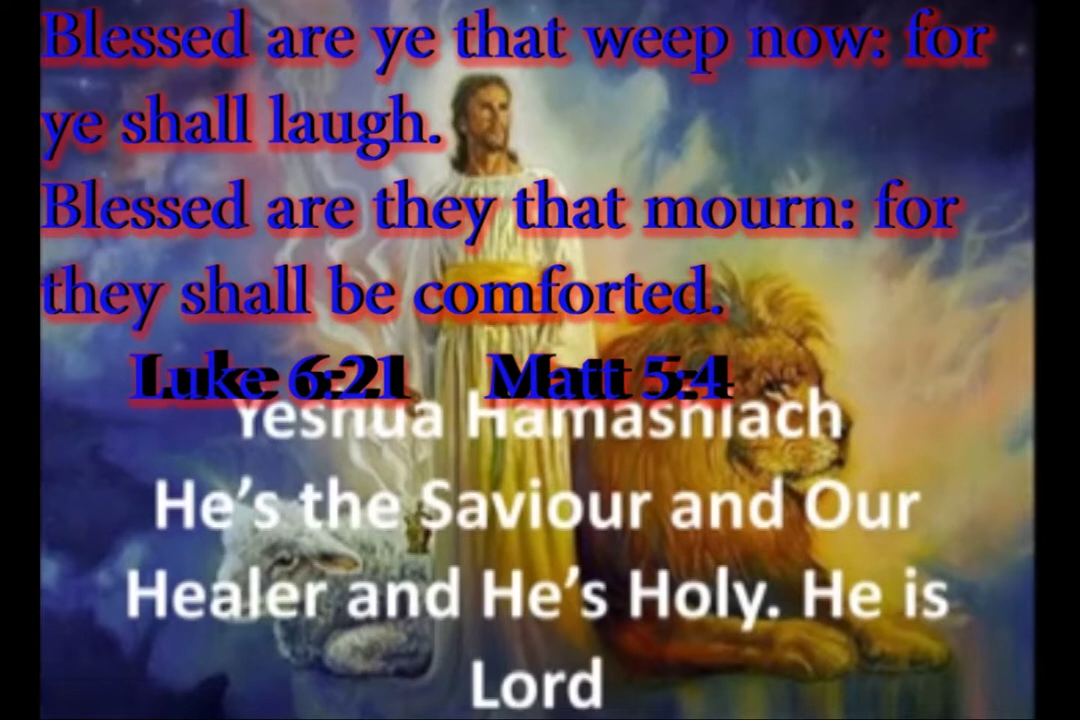 Blessed are ye that weep now: for
ye shall laugh.
Blessed are they that mourn: for
they shall be comforted.
Luke 6:21 Matt 5:4
Yeshua Hamashiach
He’s the Saviour and Our
Healer and He’s Holy. He is
Lord